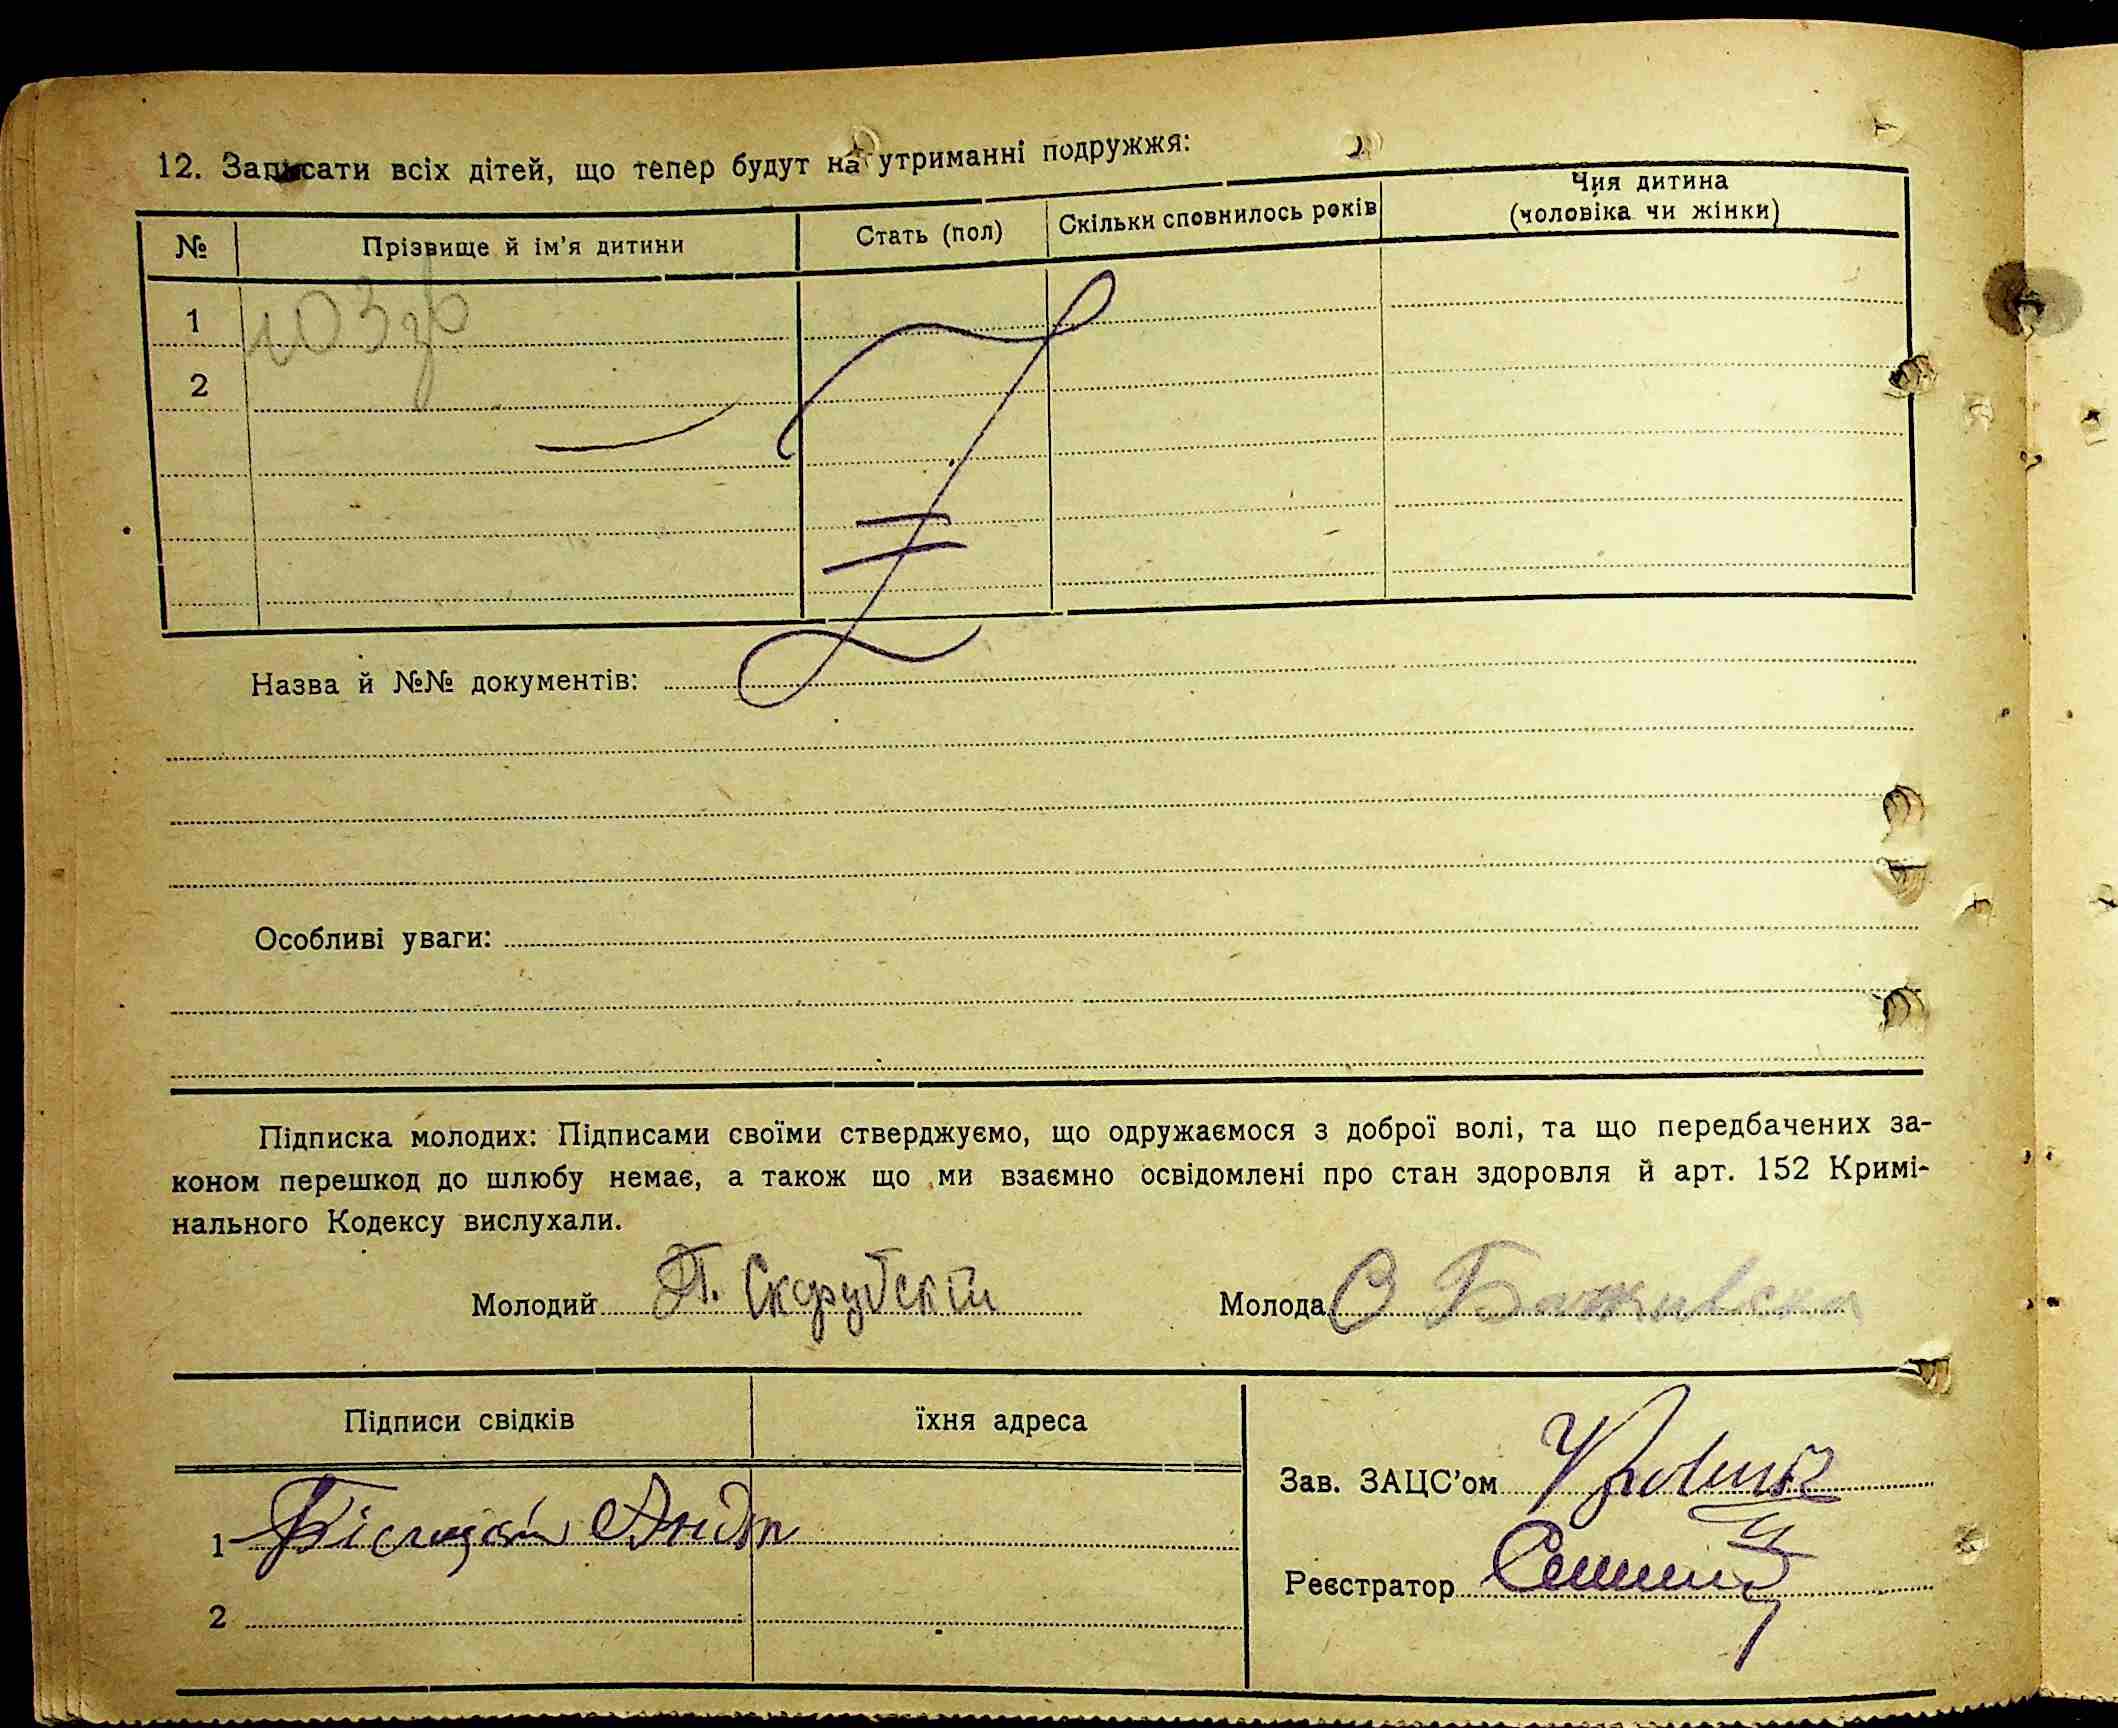 12. Записати всіх дітей, що тепер будут на утриманні подружжя:
№ Прізвище й ім'я дитини Стать (пол) Скільки сповнилось років Чия дитина
(чоловіка чи жінки)
1
2
Назва й №№ документів:
Особливі уваги:
Підписка молодих: Підписами своїми стверджуємо, що одружаємося з доброї волі, та що передбачених за-
коном перешкод до шлюбу немає, а також що ми взаємно освідомлені про стан здоровля й арт. 152 Кримі-
нального Кодексу вислухали.
Молодий П. Скарубскій Молода О Баживска
Підписи свідків їхня адреса
Зав. ЗАЦС'ом
1
Реєстратор
2